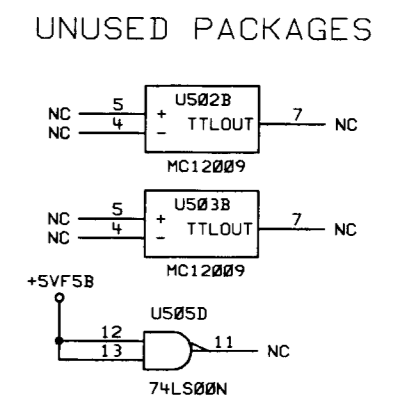 UNUSED PACKAGES
U502B
NC 5 + TTLOUT 7 NC
NC 4 -
MC12009
U503B
NC 5 + TTLOUT 7 NC
NC 4 -
MC12009
+5VF5B
U505D
12
13
11 NC
74LS00N